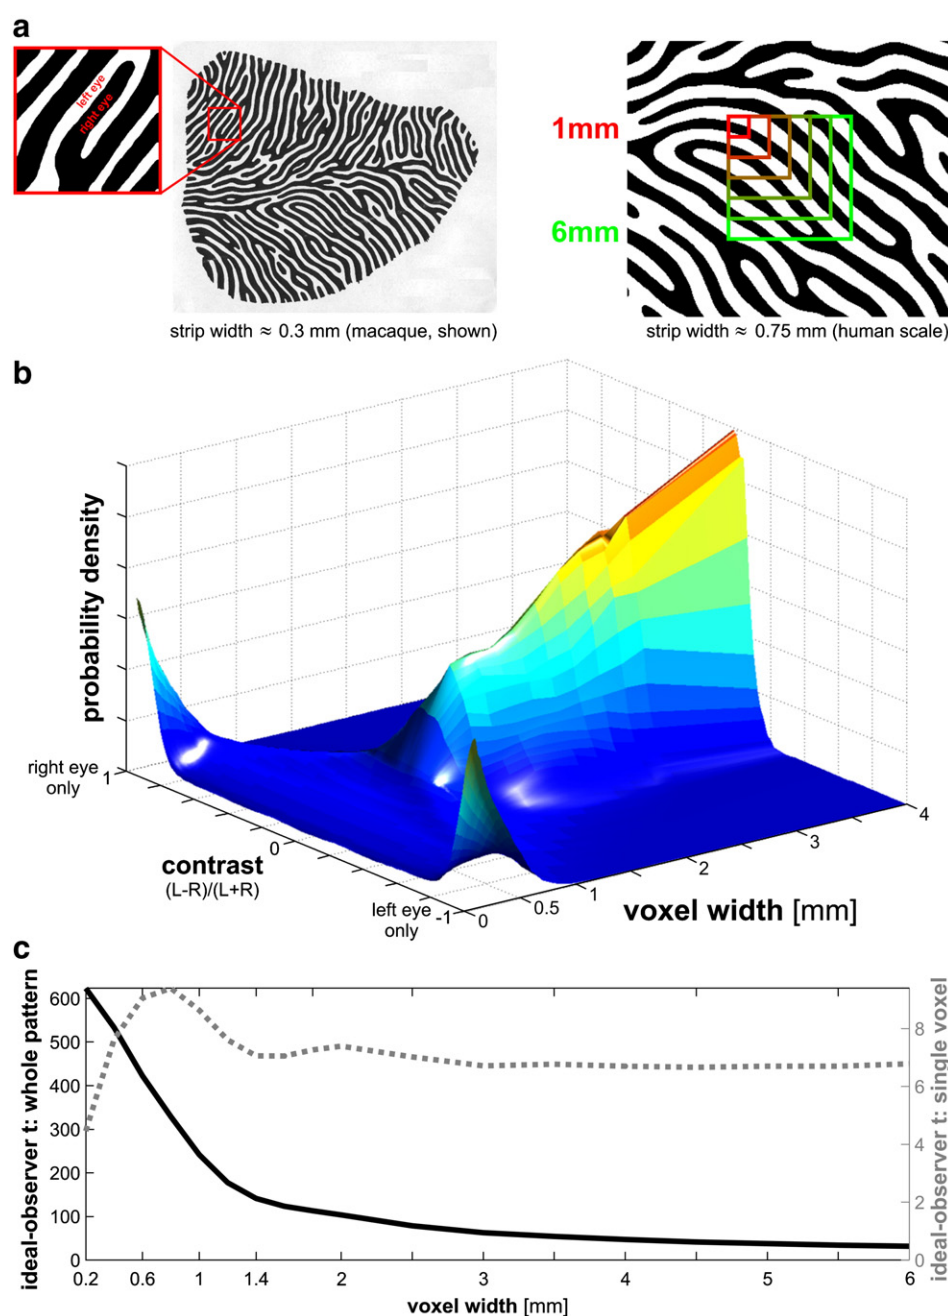 a
left eye
right eye
1mm
6mm
strip width ≈ 0.3 mm (macaque, shown)
strip width ≈ 0.75 mm (human scale)
b
probability density
right eye only
1
0
left eye only
-1
contrast
(L-R)/(L+R)
0
0.5
1
2
3
4
voxel width [mm]
c
ideal-observer t: whole pattern
600
500
400
300
200
100
0
ideal-observer t: single voxel
8
6
4
2
0
0.2
0.6
1
1.4
2
3
4
5
6
voxel width [mm]